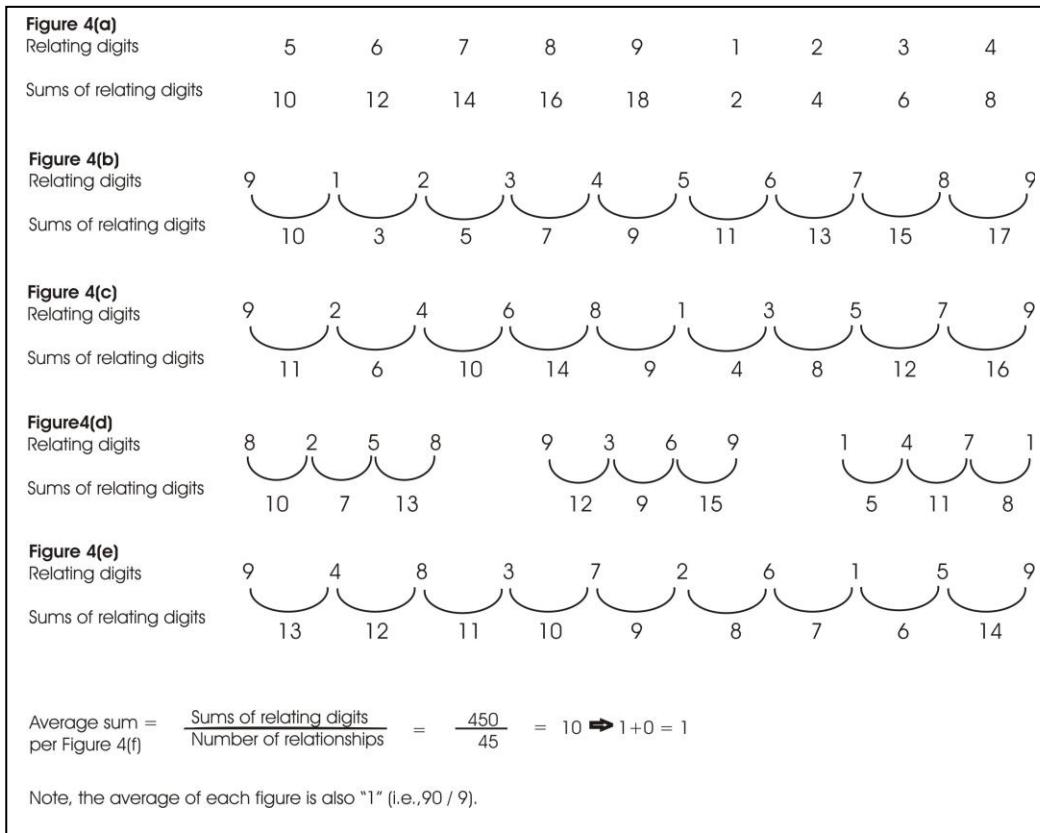 Figure 4(a)
Relating digits 5 6 7 8 9 1 2 3 4
Sums of relating digits 10 12 14 16 18 2 4 6 8
Figure 4(b)
Relating digits 9 1 2 3 4 5 6 7 8 9
Sums of relating digits 10 3 5 7 9 11 13 15 17
Figure 4(c)
Relating digits 9 2 4 6 8 1 3 5 7 9
Sums of relating digits 11 6 10 14 9 4 8 12 16
Figure4(d)
Relating digits 8 2 5 8 9 3 6 9 1 4 7 1
Sums of relating digits 10 7 13 12 9 15 5 11 8
Figure 4(e)
Relating digits 9 4 8 3 7 2 6 1 5 9
Sums of relating digits 13 12 11 10 9 8 7 6 14
Average sum = Sums of relating digits = 450 = 10 ➨ 1+0 = 1
per Figure 4(f) Number of relationships 45
Note, the average of each figure is also "1" (i.e.,90 / 9).